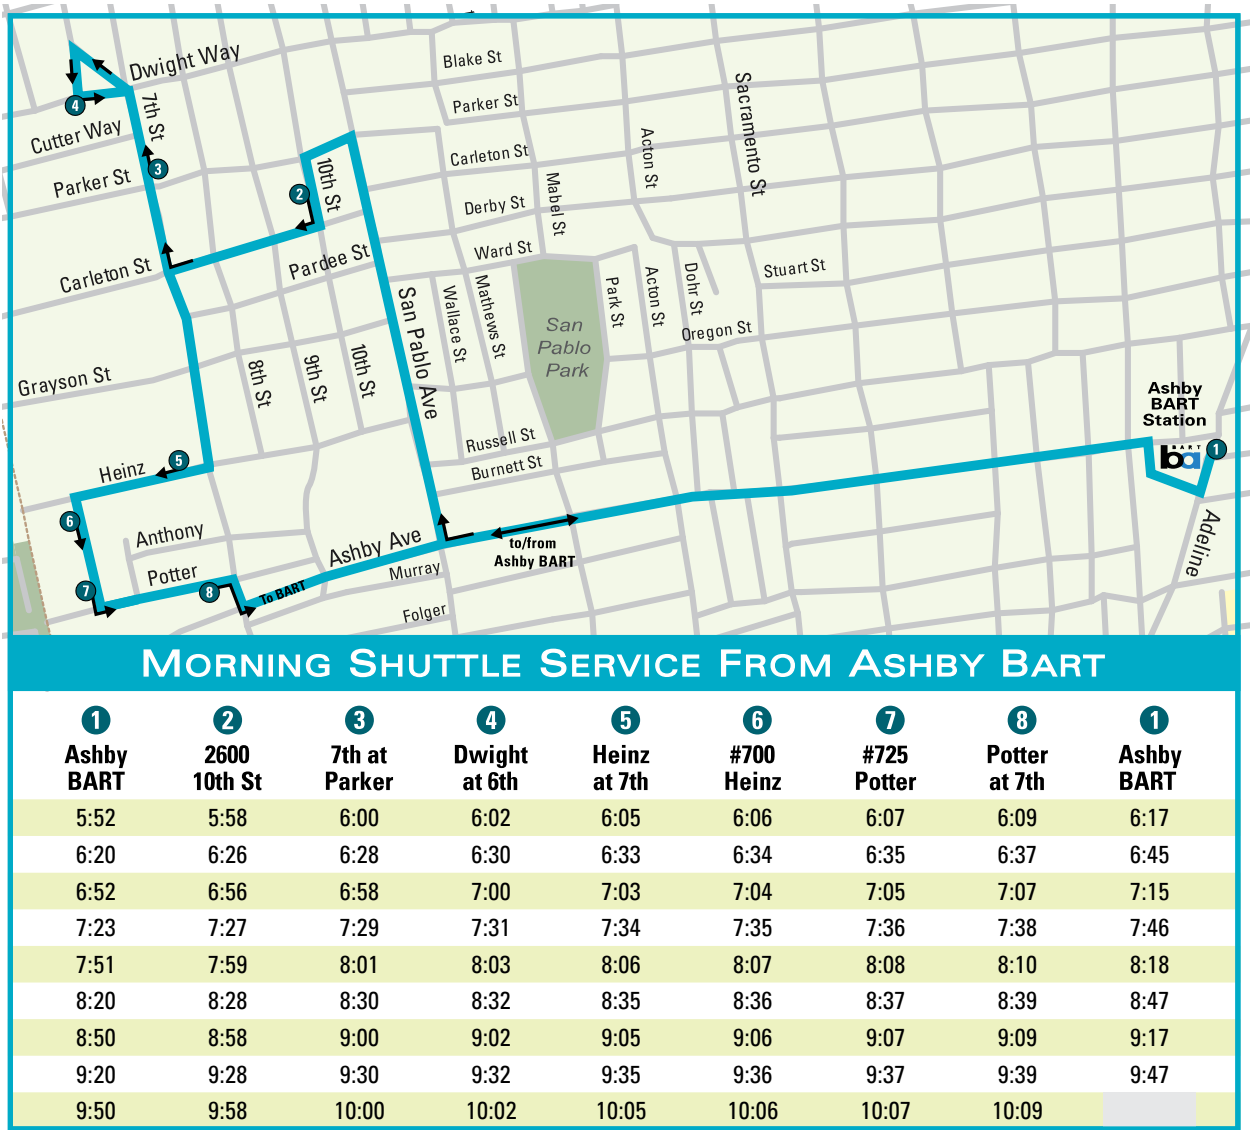 Blake St
Dwight Way
Parker St
4
7th St
Sacramento St
Cutter Way
Acton St
Carleton St
3
10th St
Parker St
Mabel St
2
Derby St
Ward St
Pardee St
Carleton St
Stuart St
Park St
Acton St
Dohr St
San Pablo Ave
Wallace St
Mathews St
San
Pablo
Park
Oregon St
8th St
9th St
10th St
Grayson St
Ashby
BART
Station
Russell St
1
BART
ba
Heinz
5
Burnett St
6
Anthony
Ashby Ave
to/from
Ashby BART
Adeline
Potter
Murray
7
8
To BART
Folger
Morning Shuttle Service From Ashby Bart
1 2 3 4 5 6 7 8 1
Ashby 2600 7th at Dwight Heinz #700 #725 Potter Ashby
BART 10th St Parker at 6th at 7th Heinz Potter at 7th BART
5:52 5:58 6:00 6:02 6:05 6:06 6:07 6:09 6:17
6:20 6:26 6:28 6:30 6:33 6:34 6:35 6:37 6:45
6:52 6:56 6:58 7:00 7:03 7:04 7:05 7:07 7:15
7:23 7:27 7:29 7:31 7:34 7:35 7:36 7:38 7:46
7:51 7:59 8:01 8:03 8:06 8:07 8:08 8:10 8:18
8:20 8:28 8:30 8:32 8:35 8:36 8:37 8:39 8:47
8:50 8:58 9:00 9:02 9:05 9:06 9:07 9:09 9:17
9:20 9:28 9:30 9:32 9:35 9:36 9:37 9:39 9:47
9:50 9:58 10:00 10:02 10:05 10:06 10:07 10:09